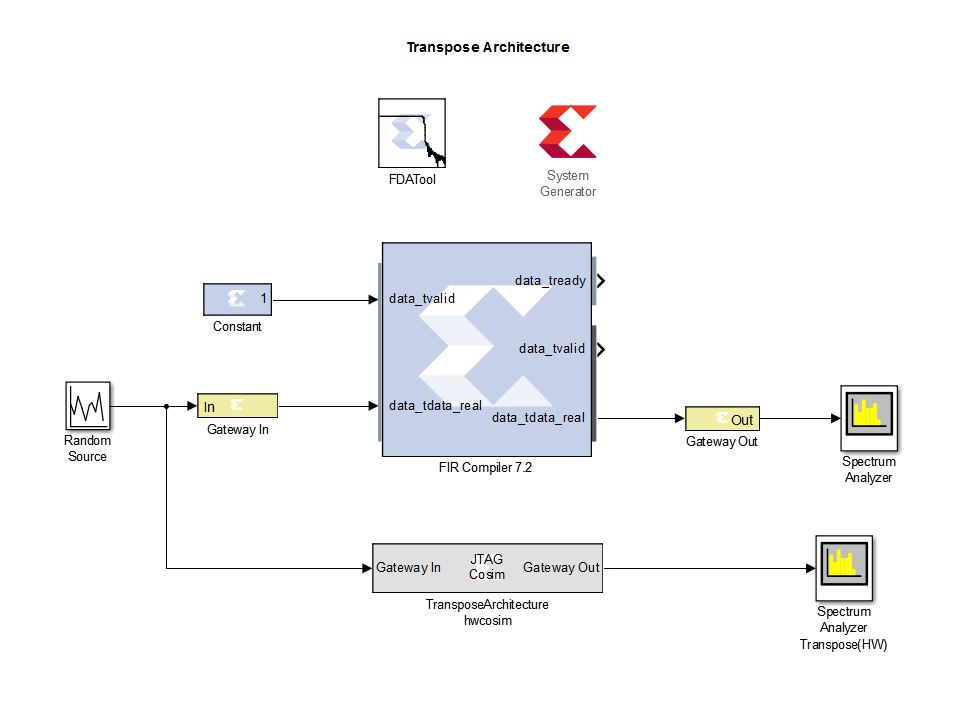 Transpose Architecture
FDATool
System
Generator
data_tready
1
data_tvalid
Constant
data_tvalid
In
data_tdata_real
data_tdata_real
Out
Gateway In
Gateway Out
Random
Source
FIR Compiler 7.2
Spectrum
Analyzer
JTAG
Gateway In
Cosim
Gateway Out
TransposeArchitecture
hwcosim
Spectrum
Analyzer
Transpose(HW)